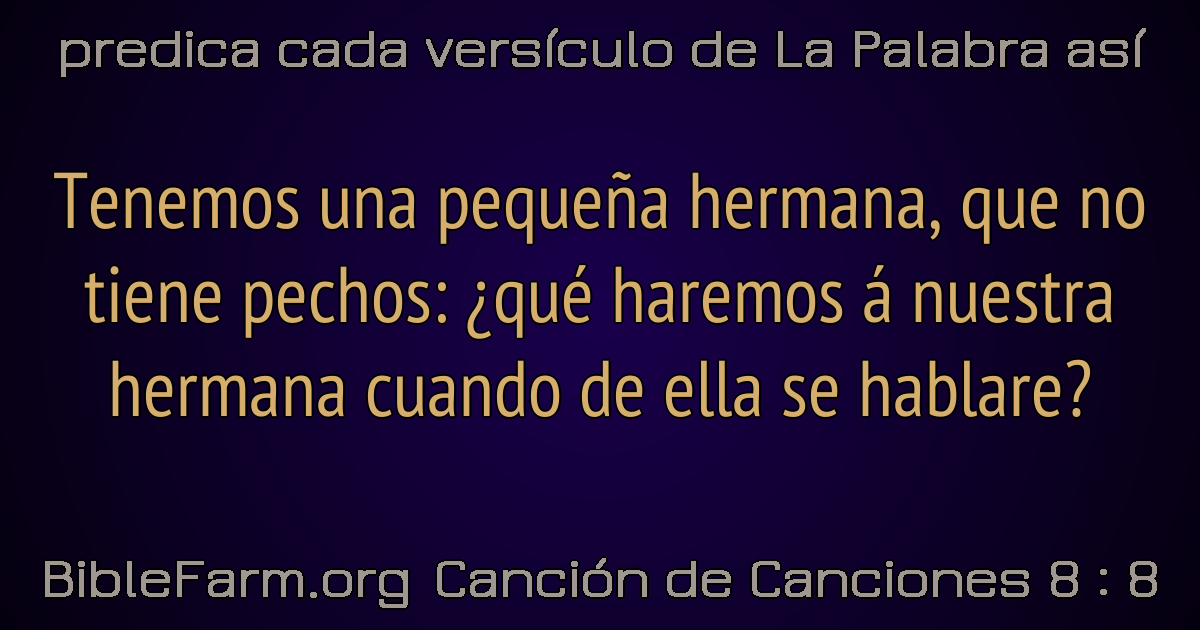 predica cada versículo de La Palabra así
Tenemos una pequeña hermana, que no
tiene pechos: ¿qué haremos á nuestra
hermana cuando de ella se hablare?
BibleFarm.org Canción de Canciones 8 : 8